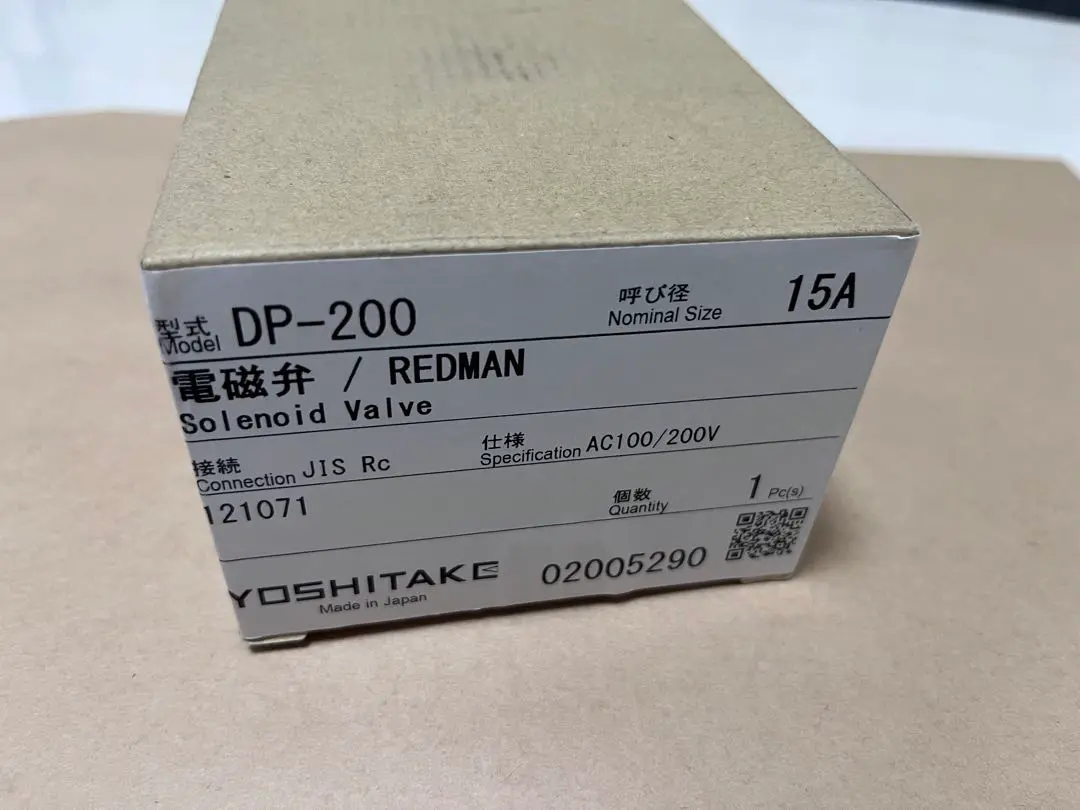 型式 Model DP-200 呼び径 Nominal Size 15A
電磁弁 / REDMAN
Solenoid Valve
接続 Connection JIS Rc 仕様 Specification AC100/200V
121071 個数 Quantity 1 Pc(s)
YOSHITAKE 02005290
Made in Japan